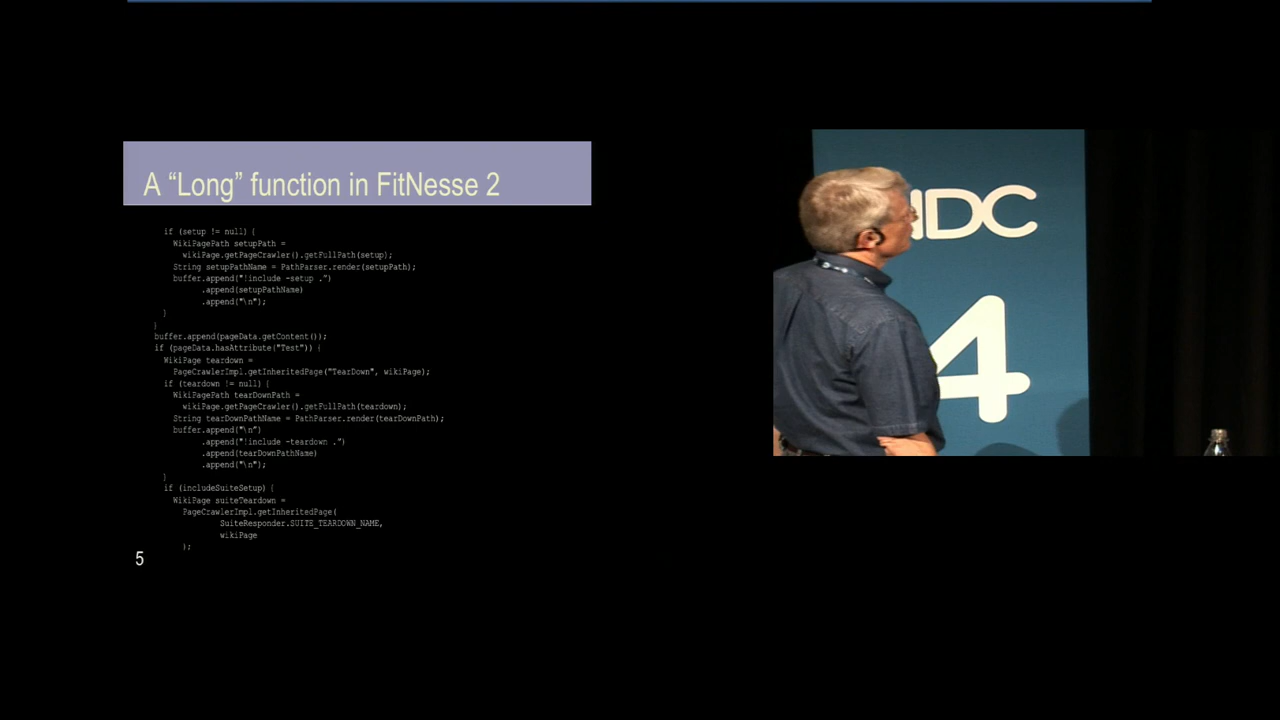 A “Long” function in FitNesse 2
if (setup != null) {
WikiPagePath setupPath =
wikiPage.getPageCrawler().getFullPath(setup);
String setupPathName = PathParser.render(setupPath);
buffer.append("!include -setup .")
.append(setupPathName)
.append("\n");
}
}
buffer.append(pageData.getContent());
if (pageData.hasAttribute("Test")) {
WikiPage teardown =
PageCrawlerImpl.getInheritedPage("TearDown", wikiPage);
if (teardown != null) {
WikiPagePath tearDownPath =
wikiPage.getPageCrawler().getFullPath(teardown);
String tearDownPathName = PathParser.render(tearDownPath);
buffer.append("\n")
.append("!include -teardown .")
.append(tearDownPathName)
.append("\n");
}
if (includeSuiteSetup) {
WikiPage suiteTeardown =
PageCrawlerImpl.getInheritedPage(
SuiteResponder.SUITE_TEARDOWN_NAME,
wikiPage
);
5
NDC
4